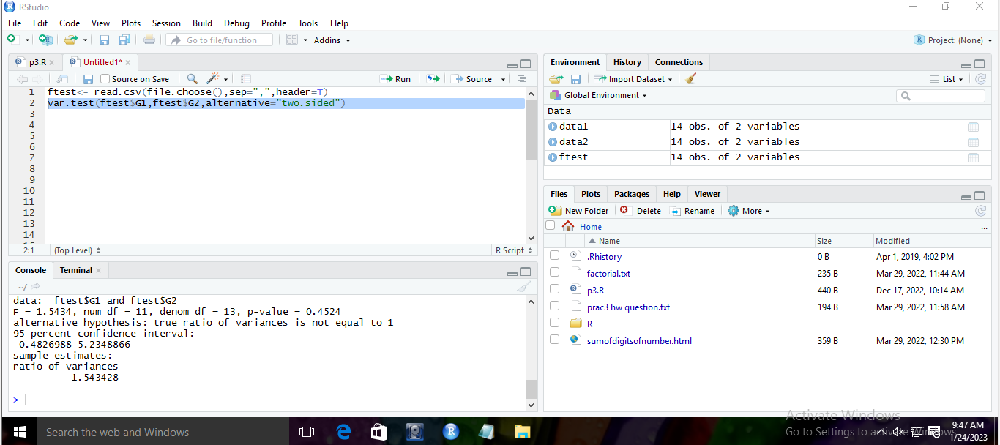 RStudio
File Edit Code View Plots Session Build Debug Profile Tools Help
Go to file/function Addins Project: (None)
p3.R Untitled1*
Source on Save Run Source
1 ftest<- read.csv(file.choose(),sep=",",header=T)
2 var.test(ftest$G1,ftest$G2,alternative="two.sided")
3
4
5
6
7
8
9
10
11
12
13
14
2:1 (Top Level) R Script
Console Terminal
~/
data: ftest$G1 and ftest$G2
F = 1.5434, num df = 11, denom df = 13, p-value = 0.4524
alternative hypothesis: true ratio of variances is not equal to 1
95 percent confidence interval:
0.4826988 5.2348866
sample estimates:
ratio of variances
1.543428
>
Environment History Connections
Import Dataset List
Global Environment
Data
data1 14 obs. of 2 variables
data2 14 obs. of 2 variables
ftest 14 obs. of 2 variables
Files Plots Packages Help Viewer
New Folder Delete Rename More
Home ...
Name Size Modified
.Rhistory 0 B Apr 1, 2019, 4:02 PM
factorial.txt 235 B Mar 29, 2022, 11:44 AM
p3.R 440 B Dec 17, 2022, 10:14 AM
prac3 hw question.txt 194 B Mar 29, 2022, 11:58 AM
R
sumofdigitsofnumber.html 359 B Mar 29, 2022, 12:30 PM
Activate Windows
Go to Settings to activate Windows.
Search the web and Windows
9:47 AM
1/24/2023